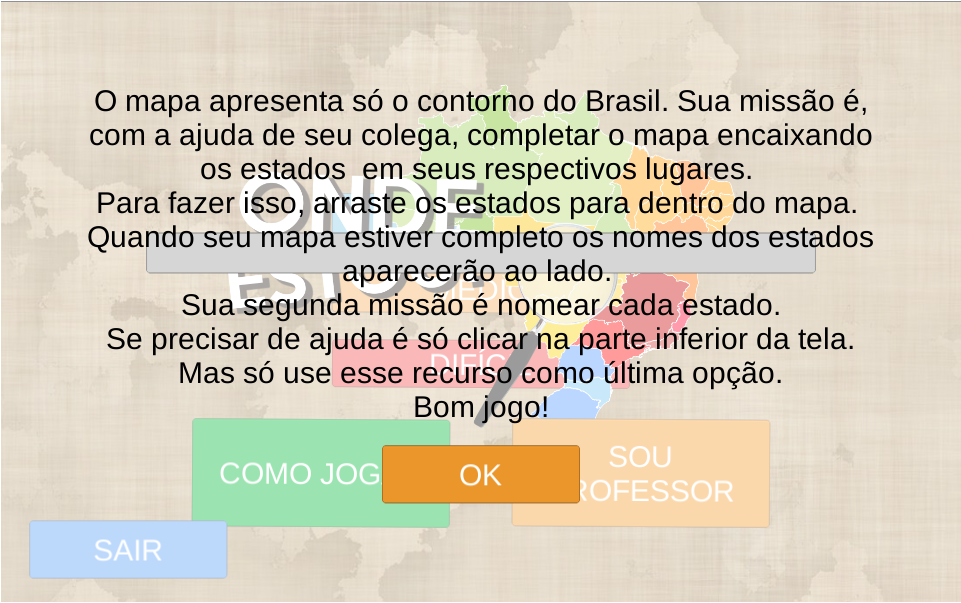 O mapa apresenta só o contorno do Brasil. Sua missão é,
com a ajuda de seu colega, completar o mapa encaixando
os estados  em seus respectivos lugares.
Para fazer isso, arraste os estados para dentro do mapa.
ONDE
Quando seu mapa estiver completo os nomes dos estados
aparecerão ao lado.
Sua segunda missão é nomear cada estado.
Se precisar de ajuda é só clicar na parte inferior da tela.
Mas só use esse recurso como última opção.
Bom jogo!
COMO
OK
SOU
SAIR